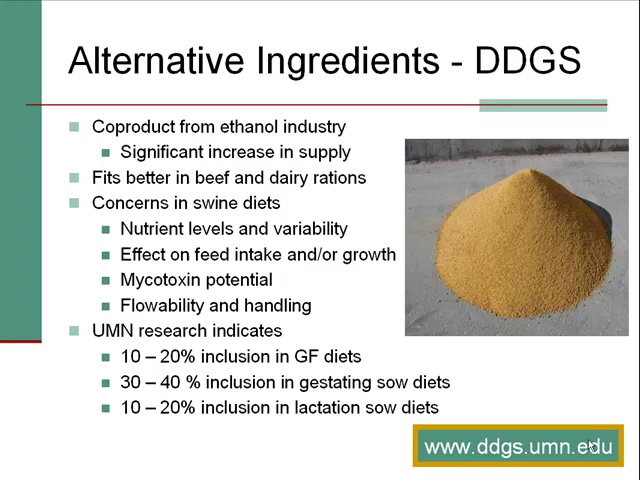 Alternative Ingredients - DDGS
Coproduct from ethanol industry
Significant increase in supply
Fits better in beef and dairy rations
Concerns in swine diets
Nutrient levels and variability
Effect on feed intake and/or growth
Mycotoxin potential
Flowability and handling
UMN research indicates
10 – 20% inclusion in GF diets
30 – 40 % inclusion in gestating sow diets
10 – 20% inclusion in lactation sow diets
www.ddgs.umn.edu